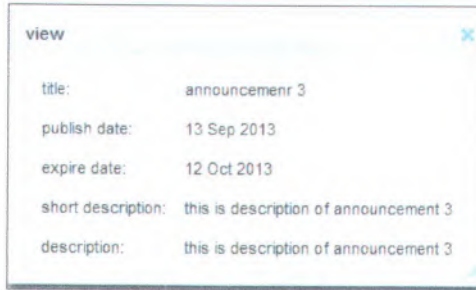 view
title: announcemenr 3
publish date: 13 Sep 2013
expire date: 12 Oct 2013
short description: this is description of announcement 3
description: this is description of announcement 3